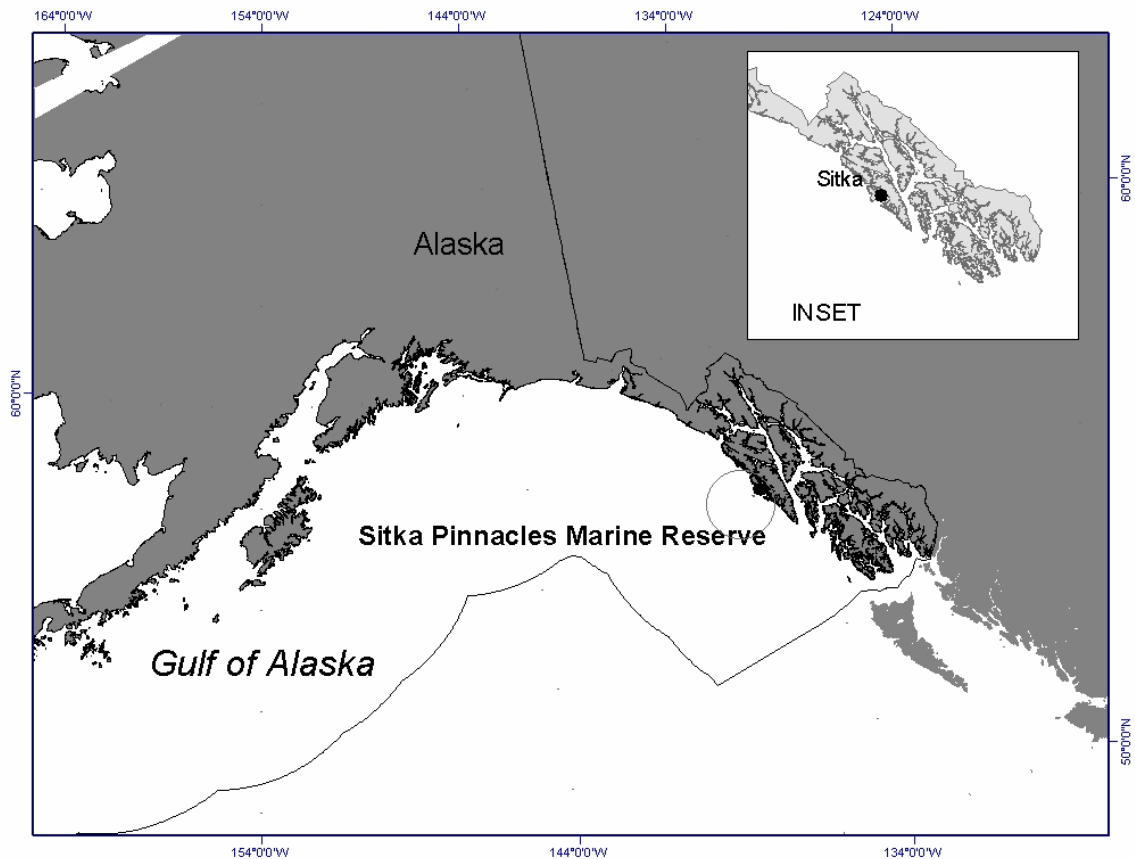 164°0'0"W 154°0'0"W 144°0'0"W 134°0'0"W 124°0'0"W
60°0'0"N
Sitka
Alaska
INSET
60°0'0"N
Sitka Pinnacles Marine Reserve
Gulf of Alaska
50°0'0"N
154°0'0"W 144°0'0"W 134°0'0"W